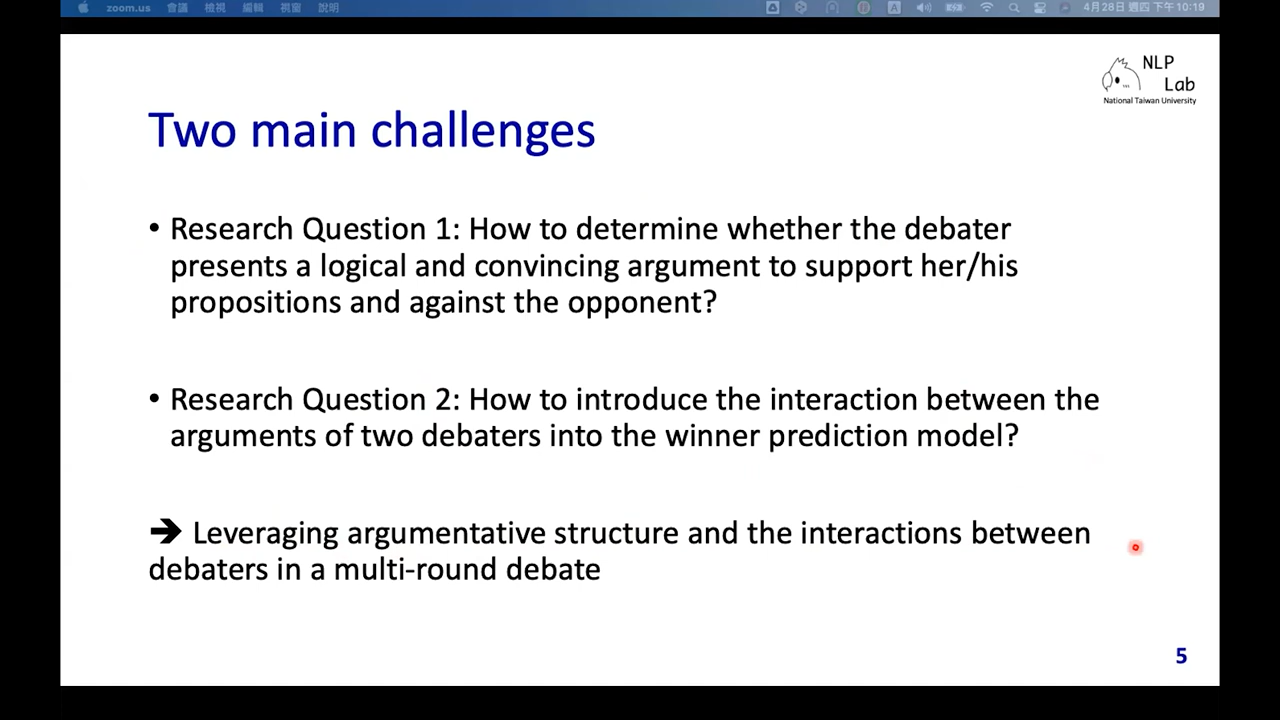 zoom.us 會議 檢視 編輯 視窗 說明 4月28日 週四 下午10:19
NLP
Lab
National Taiwan University
Two main challenges
• Research Question 1: How to determine whether the debater
presents a logical and convincing argument to support her/his
propositions and against the opponent?
• Research Question 2: How to introduce the interaction between the
arguments of two debaters into the winner prediction model?
➔ Leveraging argumentative structure and the interactions between
debaters in a multi-round debate
5